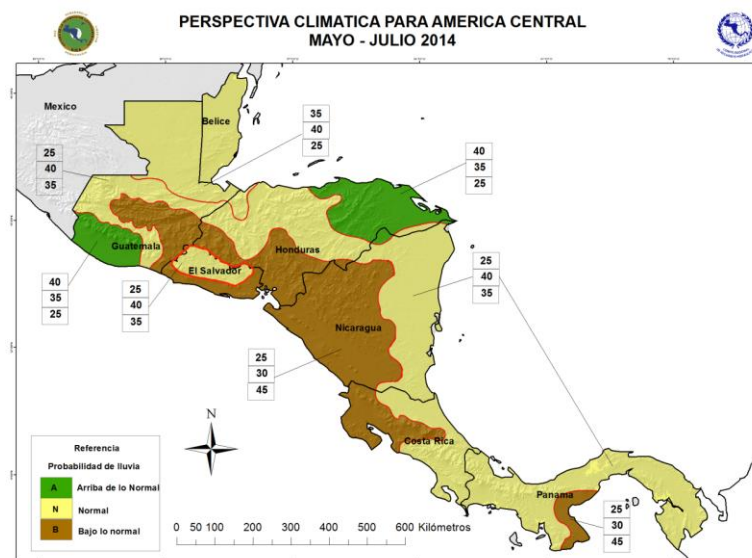 PERSPECTIVA CLIMATICA PARA AMERICA CENTRAL
MAYO - JULIO 2014
Mexico
Belice
35
40
25
25
40
35
40
35
25
Guatemala
Honduras
El Salvador
40
35
25
25
40
35
25
40
35
Nicaragua
25
30
45
N
Costa Rica
Panama
25
30
45
Referencia
Probabilidad de lluvia
A Arriba de lo Normal
N Normal
B Bajo lo normal
0 50 100 200 300 400 500 600 Kilómetros